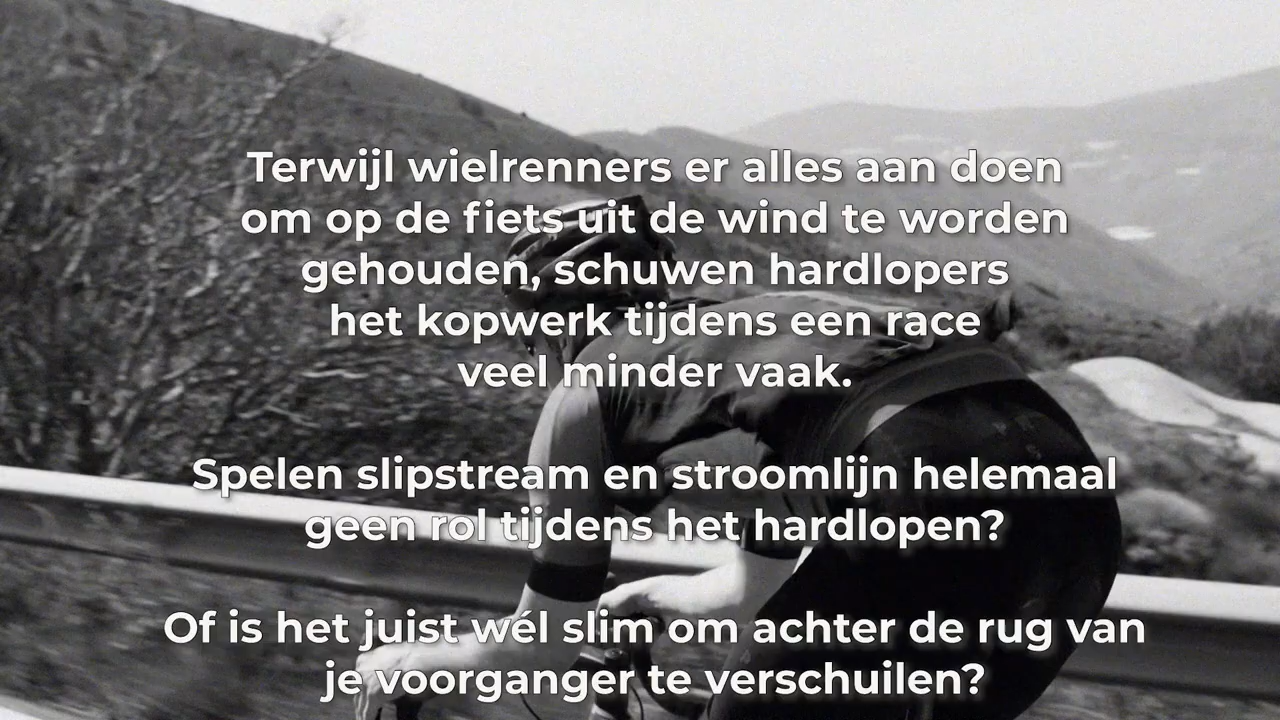 Terwijl wielrenners er alles aan doen
om op de fiets uit de wind te worden
gehouden, schuwen hardlopers
het kopwerk tijdens een race
veel minder vaak.
Spelen slipstream en stroomlijn helemaal
geen rol tijdens het hardlopen?
Of is het juist wél slim om achter de rug van
je voorganger te verschuilen?